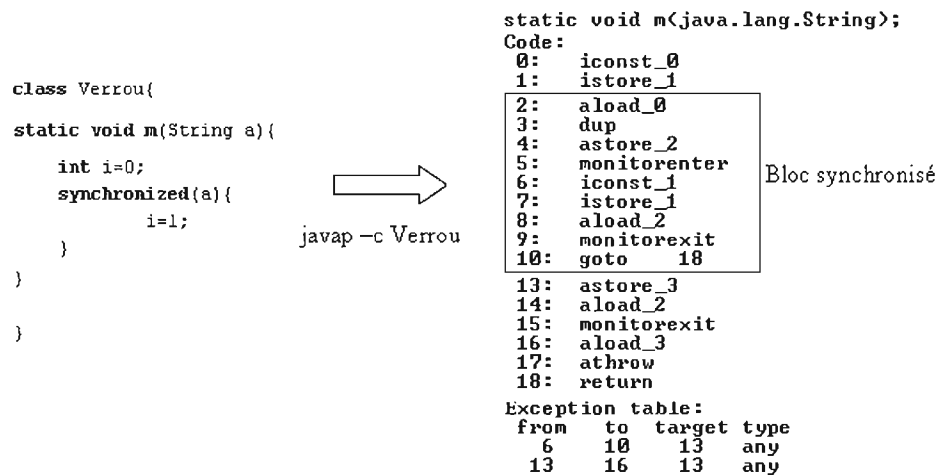 class Verrou{
static void m(String a){
int i=0;
synchronized(a){
i=1;
}
}
}
javap –c Verrou
static void m(java.lang.String);
Code:
0: iconst_0
1: istore_1
2: aload_0
3: dup
4: astore_2
5: monitorenter
6: iconst_1
7: istore_1
8: aload_2
9: monitorexit
10: goto 18
13: astore_3
14: aload_2
15: monitorexit
16: aload_3
17: athrow
18: return
Bloc synchronisé
Exception table:
from to target type
6 10 13 any
13 16 13 any